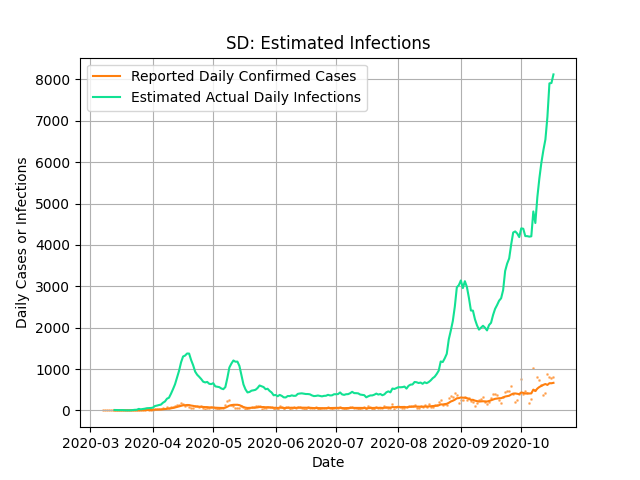 SD: Estimated Infections
Reported Daily Confirmed Cases
Estimated Actual Daily Infections
Daily Cases or Infections
8000
7000
6000
5000
4000
3000
2000
1000
0
2020-03 2020-04 2020-05 2020-06 2020-07 2020-08 2020-09 2020-10
Date